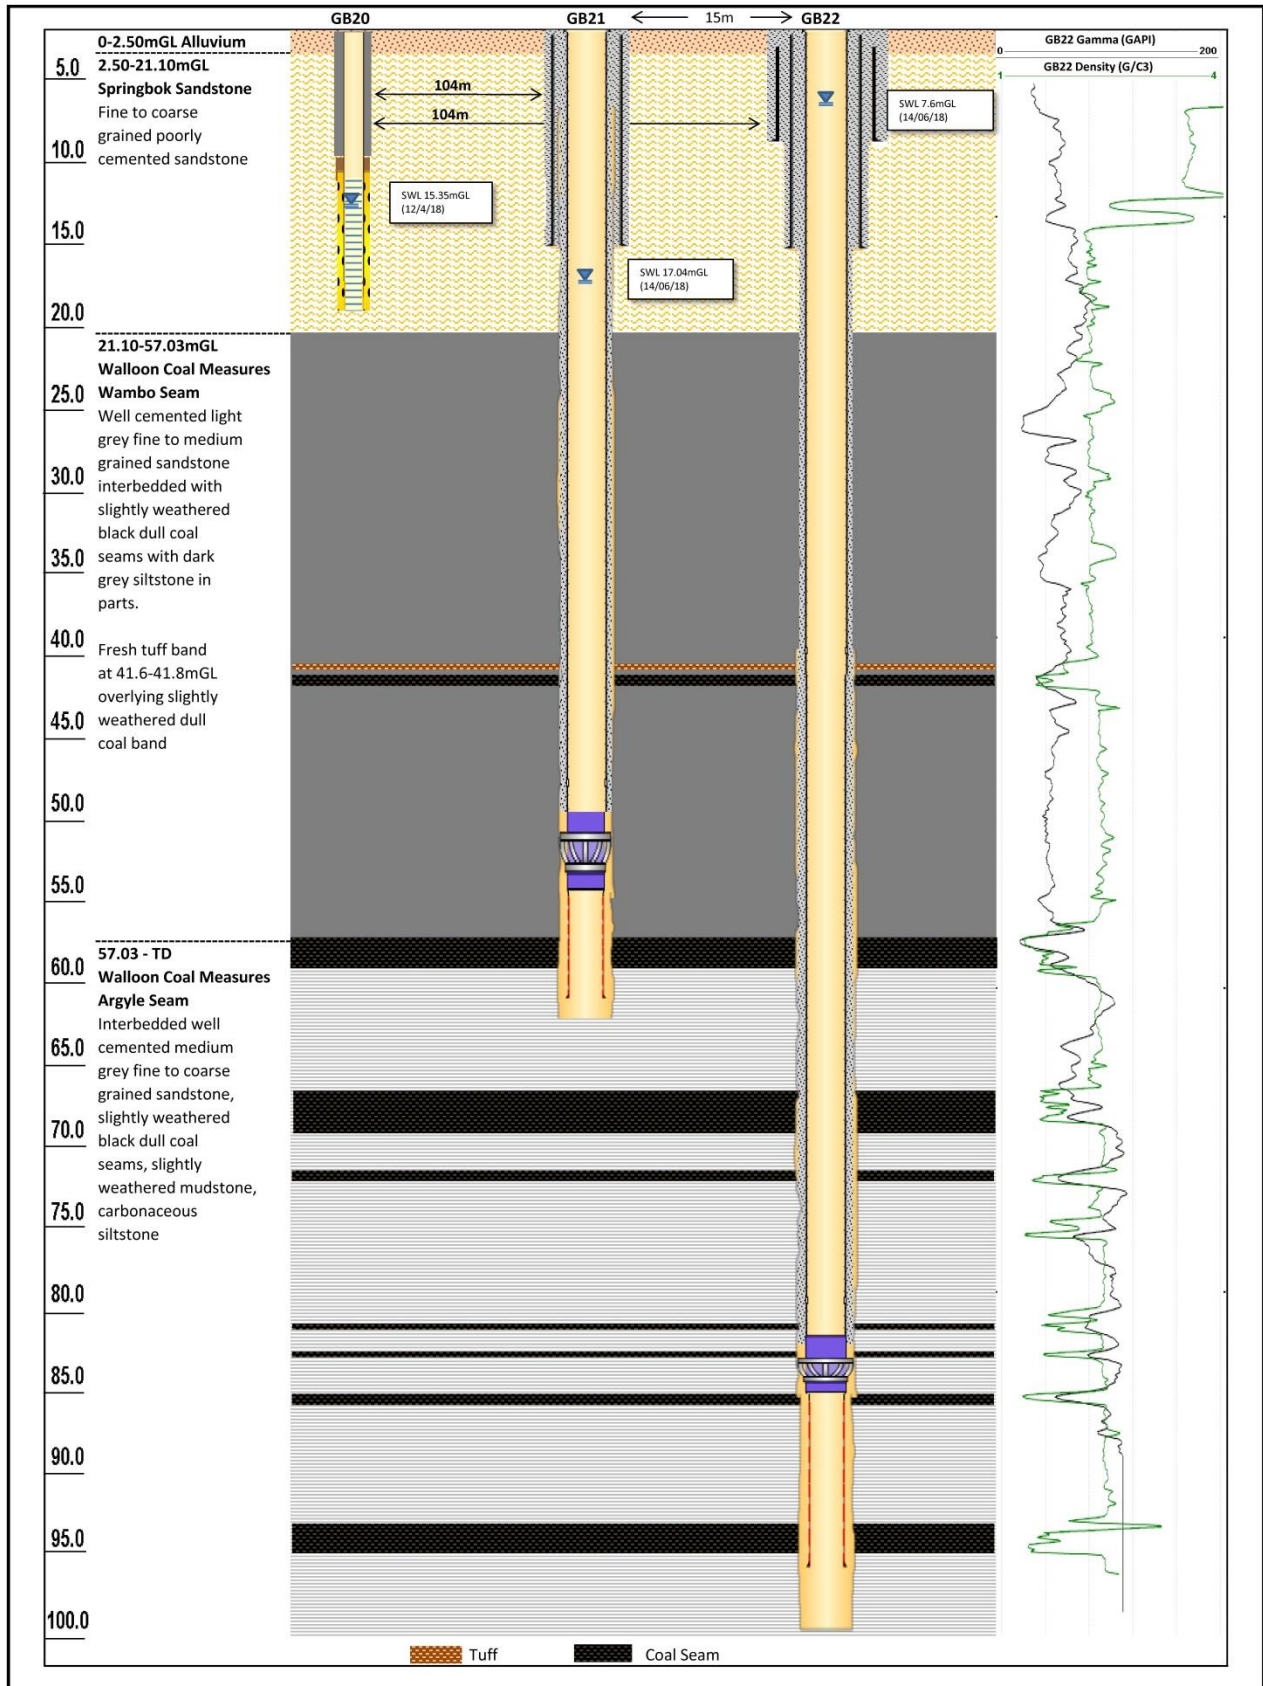 GB20
GB21
15m
GB22
0-2.50mGL Alluvium
5.0
2.50-21.10mGL
Springbok Sandstone
Fine to coarse
grained poorly
cemented sandstone
10.0
15.0
20.0
104m
104m
SWL 15.35mGL
(12/4/18)
SWL 17.04mGL
(14/06/18)
SWL 7.6mGL
(14/06/18)
GB22 Gamma (GAPI)
0
200
GB22 Density (G/C3)
1
4
21.10-57.03mGL
Walloon Coal Measures
Wambo Seam
Well cemented light
grey fine to medium
grained sandstone
interbedded with
slightly weathered
black dull coal
seams with dark
grey siltstone in
parts.
Fresh tuff band
at 41.6-41.8mGL
overlying slightly
weathered dull
coal band
25.0
30.0
35.0
40.0
45.0
50.0
55.0
57.03 - TD
Walloon Coal Measures
Argyle Seam
Interbedded well
cemented medium
grey fine to coarse
grained sandstone,
slightly weathered
black dull coal
seams, slightly
weathered mudstone,
carbonaceous
siltstone
60.0
65.0
70.0
75.0
80.0
85.0
90.0
95.0
100.0
Tuff
Coal Seam